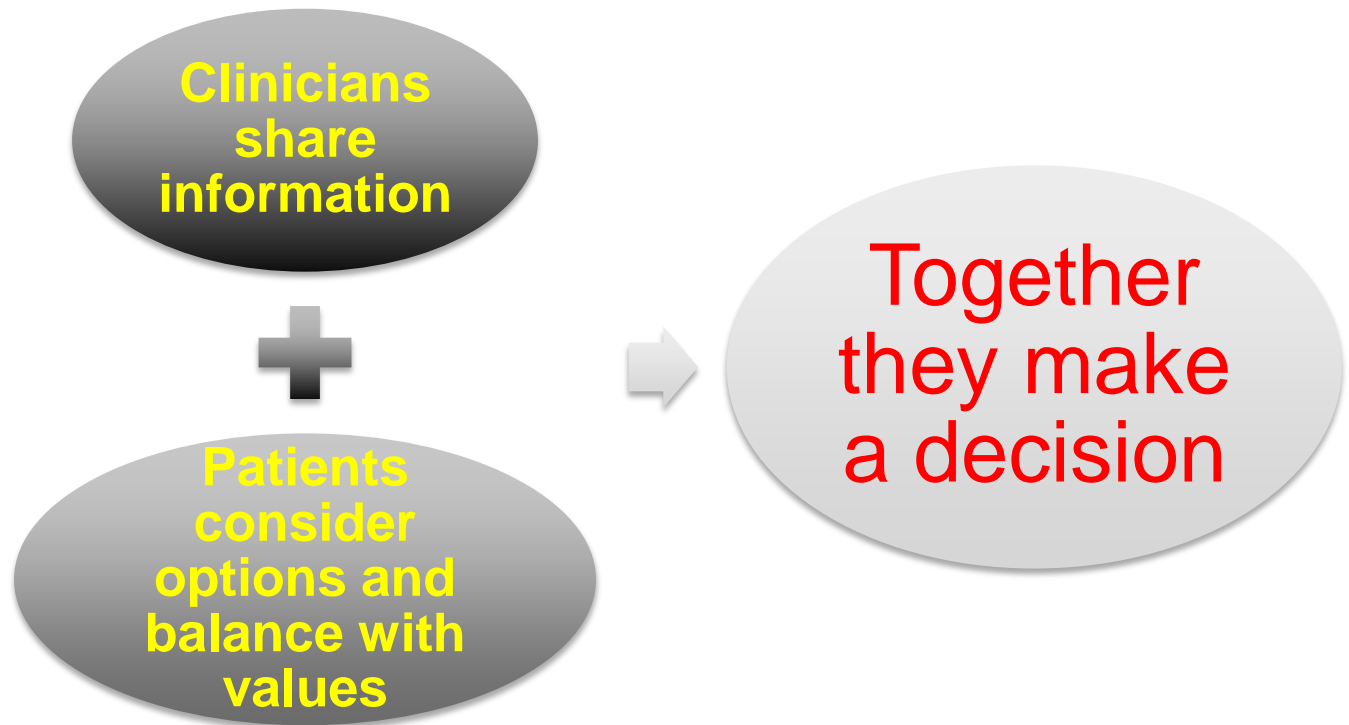 Clinicians
share
information
Patients
consider
options and
balance with
values
Together
they make
a decision